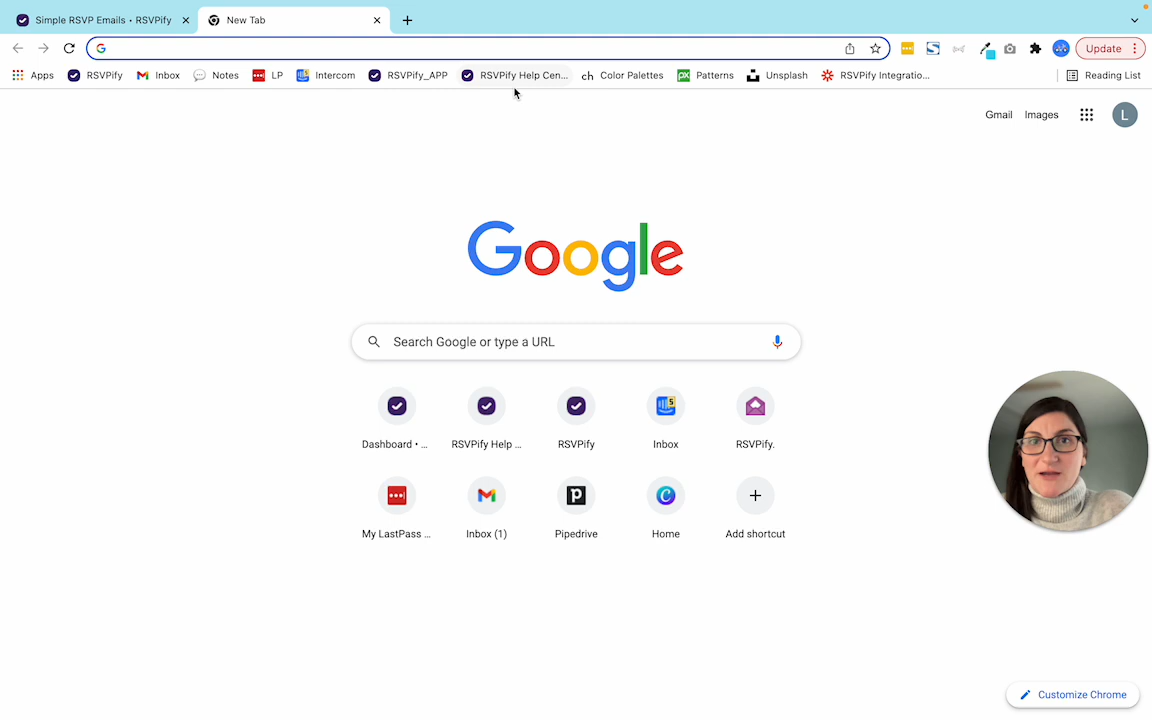 Simple RSVP Emails • RSVPify
New Tab
Update
Apps
RSVPify
Inbox
Notes
LP
Intercom
RSVPify_APP
RSVPify Help Cen...
ch Color Palettes
PX Patterns
Unsplash
RSVPify Integratio...
Reading List
Gmail
Images
L
Google
Search Google or type a URL
Dashboard • ...
RSVPify Help ...
RSVPify
5
Inbox
RSVPify.
My LastPass ...
Inbox (1)
Pipedrive
Home
Add shortcut
Customize Chrome